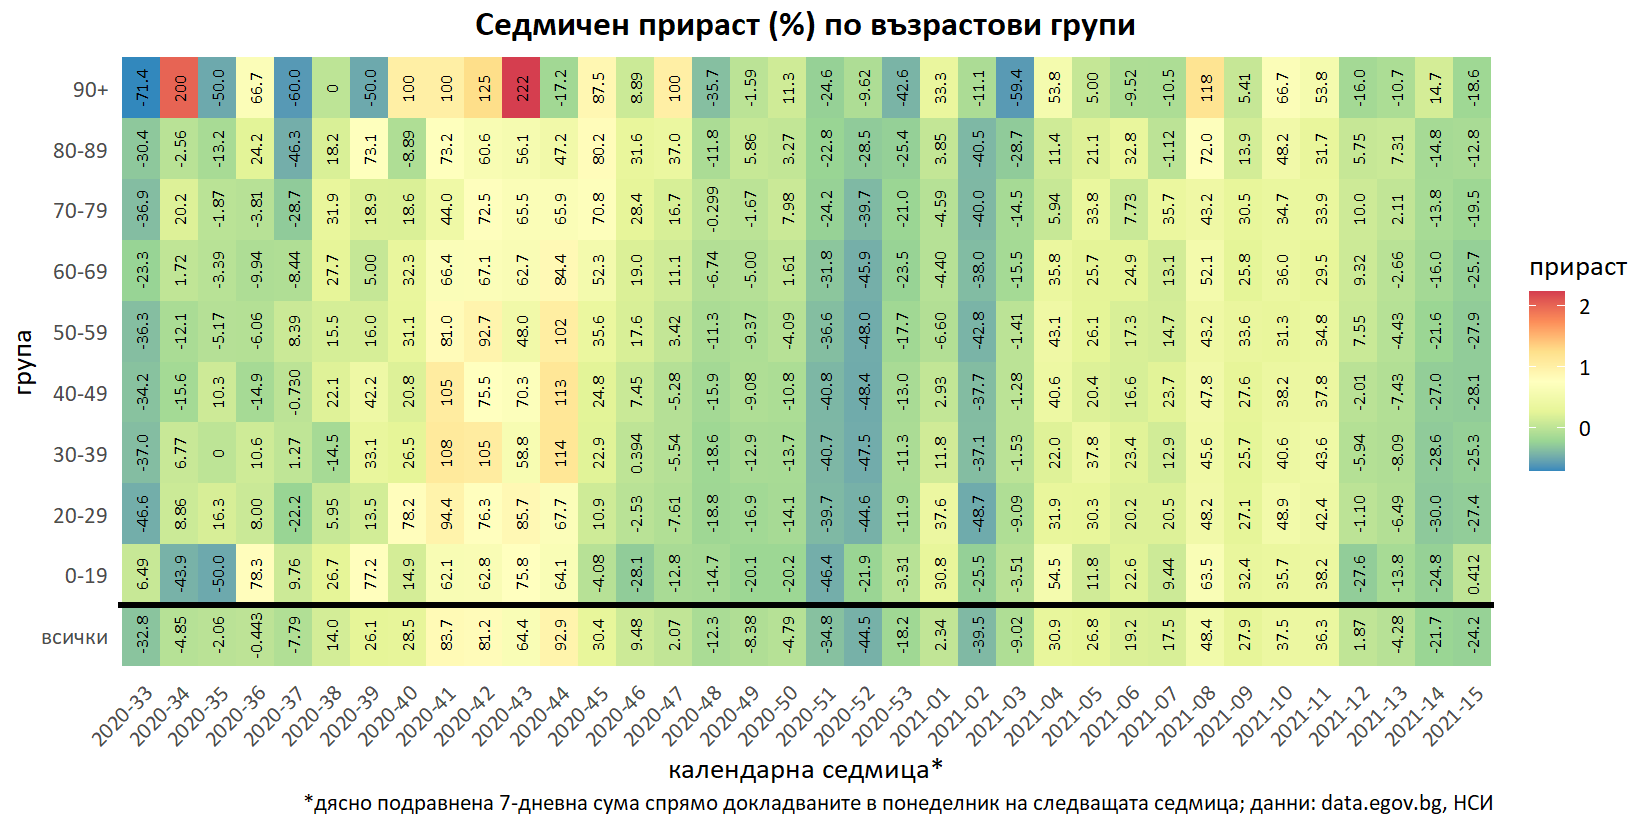 Седмичен прираст (%) по възрастови групи
90+ -71.4 200 -50.0 66.7 -60.0 0 -50.0 100 100 125 222 -17.2 87.5 8.89 100 -35.7 -1.59 11.3 -24.6 -9.62 -42.6 33.3 -11.1 -59.4 53.8 5.00 -9.52 -10.5 118 5.41 66.7 53.8 -16.0 -10.7 14.7 -18.6
80-89 -30.4 -2.56 -13.2 24.2 -46.3 18.2 73.1 -8.89 73.2 60.6 56.1 47.2 80.2 31.6 37.0 -11.8 5.86 3.27 -22.8 -28.5 -25.4 3.85 -40.5 -28.7 11.4 21.1 32.8 -1.12 72.0 13.9 48.2 31.7 5.75 7.31 -14.8 -12.8
70-79 -36.9 20.2 -1.87 -3.81 -28.7 31.9 18.9 18.6 44.0 72.5 65.5 65.9 70.8 28.4 16.7 -0.299 -1.67 7.98 -24.2 -39.7 -21.0 -4.59 -40.0 -14.5 5.94 33.8 7.73 35.7 43.2 30.5 34.7 33.9 10.0 2.11 -13.8 -19.5
60-69 -23.3 1.72 -3.39 -9.94 -8.44 27.7 5.00 32.3 66.4 67.1 62.7 84.4 52.3 19.0 11.1 -6.74 -5.00 1.61 -31.8 -45.9 -23.5 -4.40 -38.0 -15.5 35.8 25.7 24.9 13.1 52.1 25.8 36.0 29.5 9.32 -2.66 -16.0 -25.7
50-59 -36.3 -12.1 -5.17 -6.06 8.39 15.5 16.0 31.1 81.0 92.7 48.0 102 35.6 17.6 3.42 -11.3 -9.37 -4.09 -36.6 -48.0 -17.7 -6.60 -42.8 -1.41 43.1 26.1 17.3 14.7 43.2 33.6 31.3 34.8 7.55 -4.43 -21.6 -27.9
40-49 -34.2 -15.6 10.3 -14.9 -0.730 22.1 42.2 20.8 105 75.5 70.3 113 24.8 7.45 -5.28 -15.9 -9.08 -10.8 -40.8 -48.4 -13.0 2.93 -37.7 -1.28 40.6 20.4 16.6 23.7 47.8 27.6 38.2 37.8 -2.01 -7.43 -27.0 -28.1
30-39 -37.0 6.77 0 10.6 1.27 -14.5 33.1 26.5 108 105 58.8 114 22.9 0.394 -5.54 -18.6 -12.9 -13.7 -40.7 -47.5 -11.3 11.8 -37.1 -1.53 22.0 37.8 23.4 12.9 45.6 25.7 40.6 43.6 -5.94 -8.09 -28.6 -25.3
20-29 -46.6 8.86 16.3 8.00 -22.2 5.95 13.5 78.2 94.4 76.3 85.7 67.7 10.9 -2.53 -7.61 -18.8 -16.9 -14.1 -39.7 -44.6 -11.9 37.6 -48.7 -9.09 31.9 30.3 20.2 20.5 48.2 27.1 48.9 42.4 -1.10 -6.49 -30.0 -27.4
0-19 6.49 -43.9 -50.0 78.3 9.76 26.7 77.2 14.9 62.1 62.8 75.8 64.1 -4.08 -28.1 -12.8 -14.7 -20.1 -20.2 -46.4 -21.9 -3.31 30.8 -25.5 -3.51 54.5 11.8 22.6 9.44 63.5 32.4 35.7 38.2 -27.6 -13.8 -24.8 0.412
всички -32.8 -4.85 -2.06 -0.443 -7.79 14.0 26.1 28.5 83.7 81.2 64.4 92.9 30.4 9.48 2.07 -12.3 -8.38 -4.79 -34.8 -44.5 -18.2 2.34 -39.5 -9.02 30.9 26.8 19.2 17.5 48.4 27.9 37.5 36.3 1.87 -4.28 -21.7 -24.2
2020-33 2020-34 2020-35 2020-36 2020-37 2020-38 2020-39 2020-40 2020-41 2020-42 2020-43 2020-44 2020-45 2020-46 2020-47 2020-48 2020-49 2020-50 2020-51 2020-52 2020-53 2021-01 2021-02 2021-03 2021-04 2021-05 2021-06 2021-07 2021-08 2021-09 2021-10 2021-11 2021-12 2021-13 2021-14 2021-15
група
календарна седмица*
*дясно подравнена 7-дневна сума спрямо докладваните в понеделник на следващата седмица; данни: data.egov.bg, НСИ
прираст
2
1
0